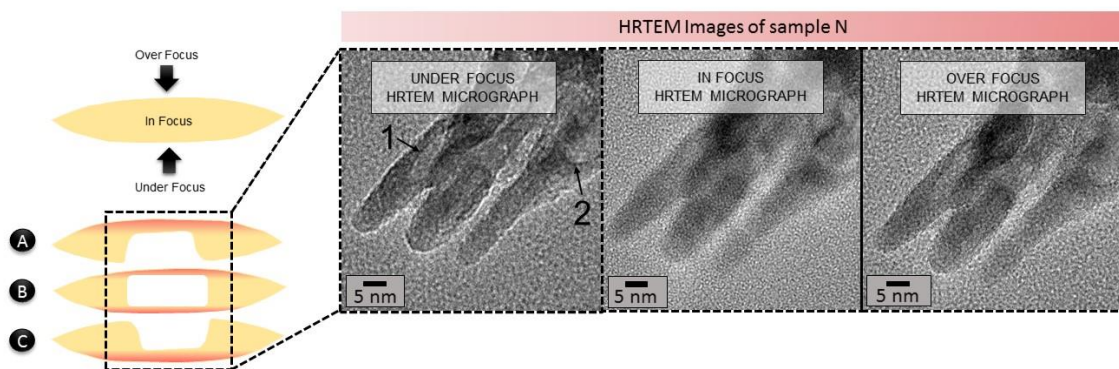 HRTEM Images of sample N
Over Focus
In Focus
Under Focus
A
B
C
UNDER FOCUS
HRTEM MICROGRAPH
1
2
5 nm
IN FOCUS
HRTEM MICROGRAPH
5 nm
OVER FOCUS
HRTEM MICROGRAPH
5 nm